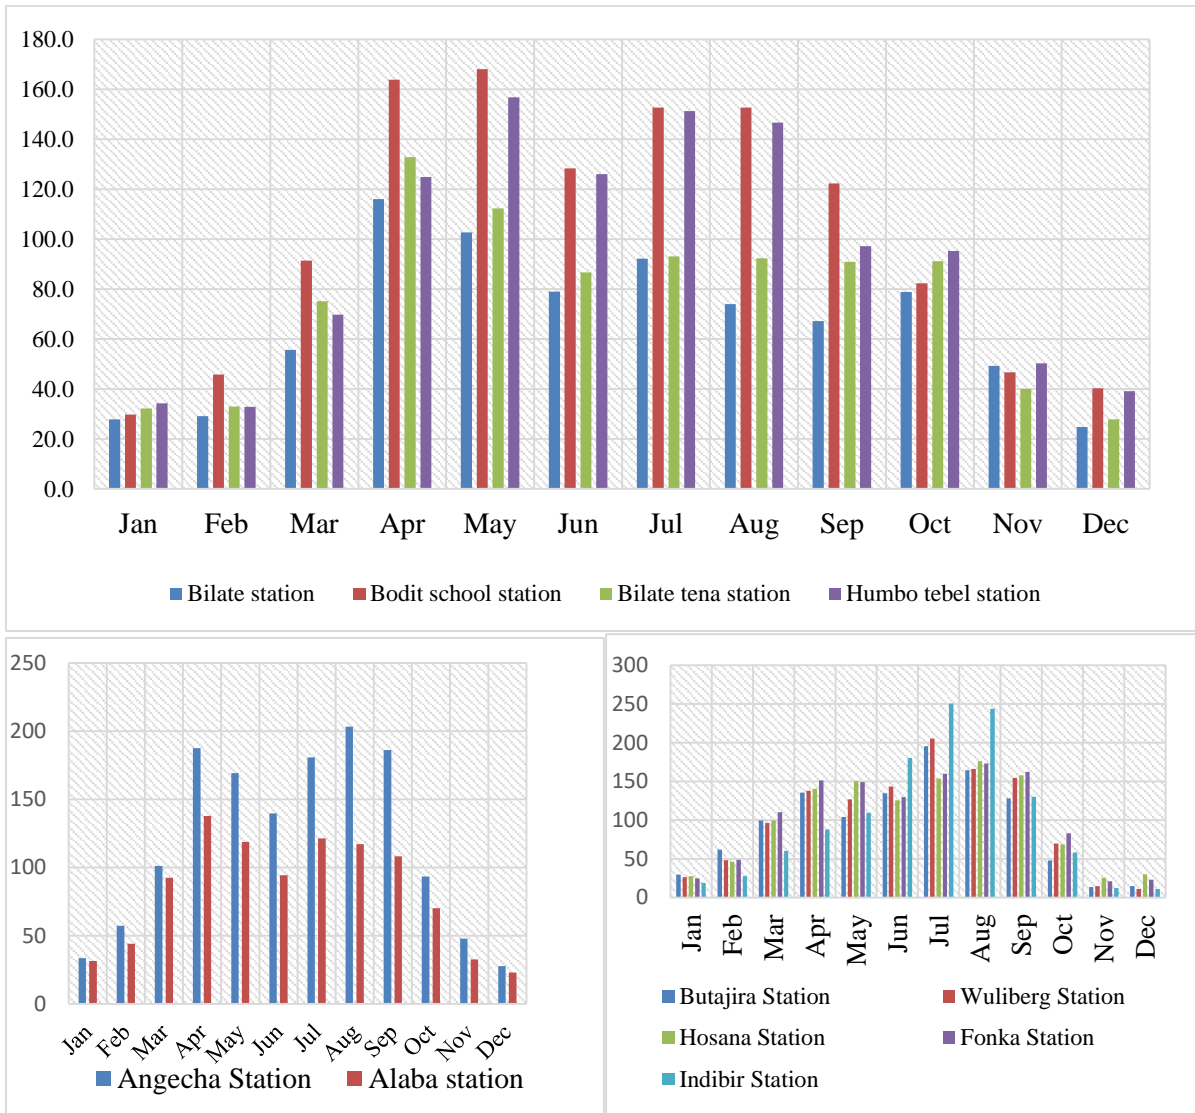 180.0
160.0
140.0
120.0
100.0
80.0
60.0
40.0
20.0
0.0
Jan Feb Mar Apr May Jun Jul Aug Sep Oct Nov Dec
Bilate station Bodit school station Bilate tena station Humbo tebel station
250
200
150
100
50
0
Jan Feb Mar Apr May Jun Jul Aug Sep Oct Nov Dec
Angecha Station Alaba station
300
250
200
150
100
50
0
Jan Feb Mar Apr May Jun Jul Aug Sep Oct Nov Dec
Butajira Station Wuliberg Station
Hosana Station Fonka Station
Indibir Station